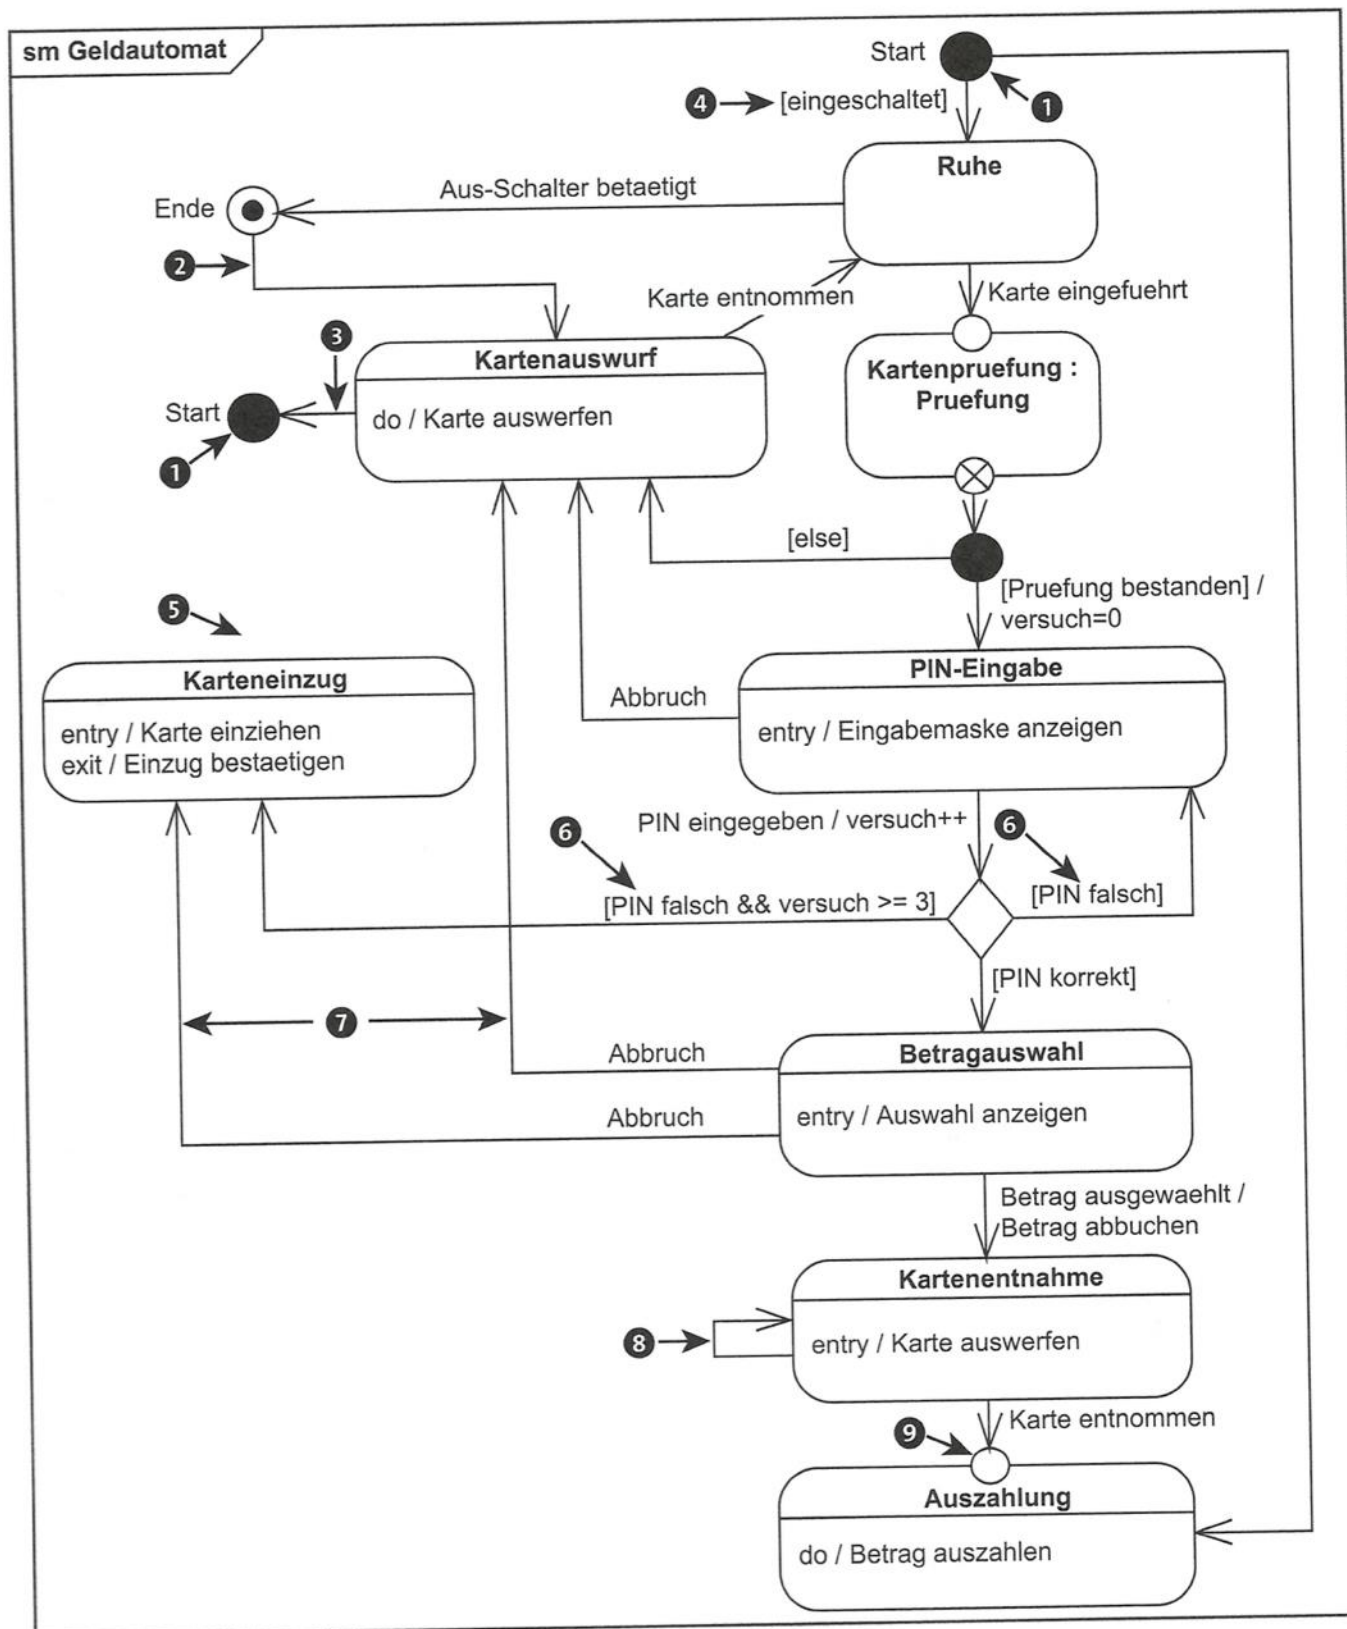 sm Geldautomat
Start
4
[eingeschaltet]
1
Ruhe
Aus-Schalter betaetigt
Ende
2
Karte entnommen
Karte eingefuehrt
3
Kartenauswurf
Kartenpruefung :
Pruefung
Start
do / Karte auswerfen
1
[else]
[Pruefung bestanden] /
versuch=0
5
Karteneinzug
PIN-Eingabe
Abbruch
entry / Karte einziehen
exit / Einzug bestaetigen
entry / Eingabemaske anzeigen
PIN eingegeben / versuch++
6
6
[PIN falsch && versuch >= 3]
[PIN falsch]
[PIN korrekt]
7
Abbruch
Betragauswahl
Abbruch
entry / Auswahl anzeigen
Betrag ausgewaehlt /
Betrag abbuchen
Kartenentnahme
8
entry / Karte auswerfen
Karte entnommen
9
Auszahlung
do / Betrag auszahlen